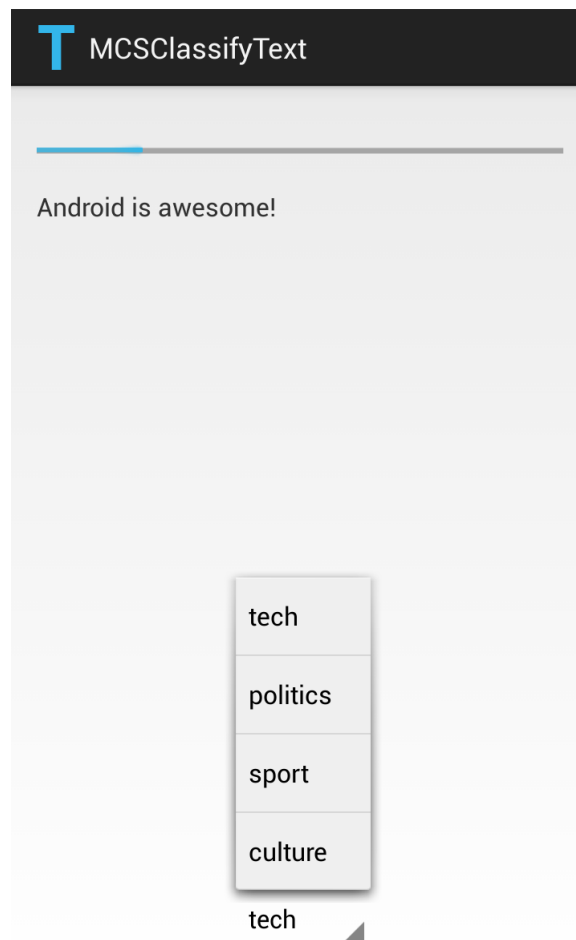 T MCSClassifyText
Android is awesome!
tech
politics
sport
culture
tech